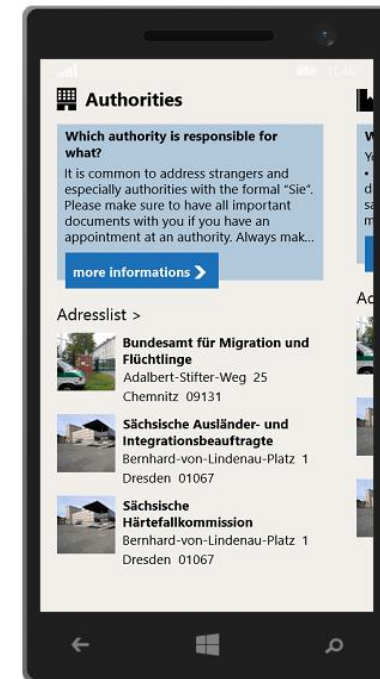 Authorities
Which authority is responsible for
what?
It is common to address strangers and
especially authorities with the formal "Sie".
Please make sure to have all important
documents with you if you have an
appointment at an authority. Always mak...
more informations
Adresslist >
Bundesamt für Migration und
Flüchtlinge
Adalbert-Stifter-Weg 25
Chemnitz 09131
Sächsische Ausländer- und
Integrationsbeauftragte
Bernhard-von-Lindenau-Platz 1
Dresden 01067
Sächsische
Härtefallkommission
Bernhard-von-Lindenau-Platz 1
Dresden 01067